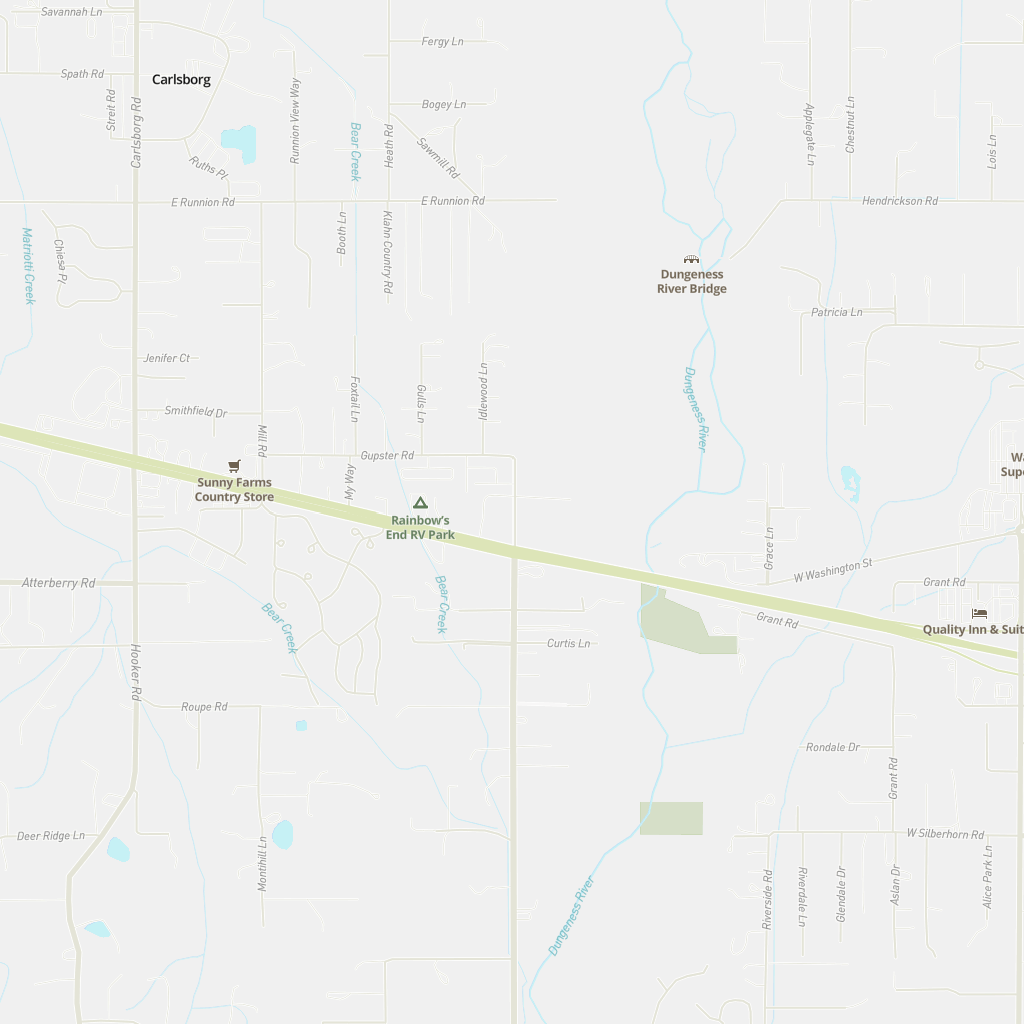 Savannah Ln
Fergy Ln
Spath Rd
Carlsborg
Streit Rd
Carlsborg Rd
Runnion View Way
Bogey Ln
Applegate Ln
Chestnut Ln
Bear Creek
Heath Rd
Sawmill Rd
Lois Ln
Ruths Pl
E Runnion Rd
E Runnion Rd
Hendrickson Rd
Matriotti Creek
Chiesa Pl
Booth Ln
Klahn Country Rd
Dungeness
River Bridge
Patricia Ln
Jenifer Ct
Foxtail Ln
Gulls Ln
Idlewood Ln
Dungeness River
Smithfield Dr
Mill Rd
Gupster Rd
My Way
Wa
Supe
Sunny Farms
Country Store
Rainbow's
End RV Park
Grace Ln
W Washington St
Atterberry Rd
Grant Rd
Bear Creek
Bear Creek
Grant Rd
Quality Inn & Suit
Curtis Ln
Hooker Rd
Roupe Rd
Rondale Dr
Grant Rd
Deer Ridge Ln
Montihill Ln
W Silberhorn Rd
Riverside Rd
Riverdale Ln
Glendale Dr
Aslan Dr
Alice Park Ln
Dungeness River